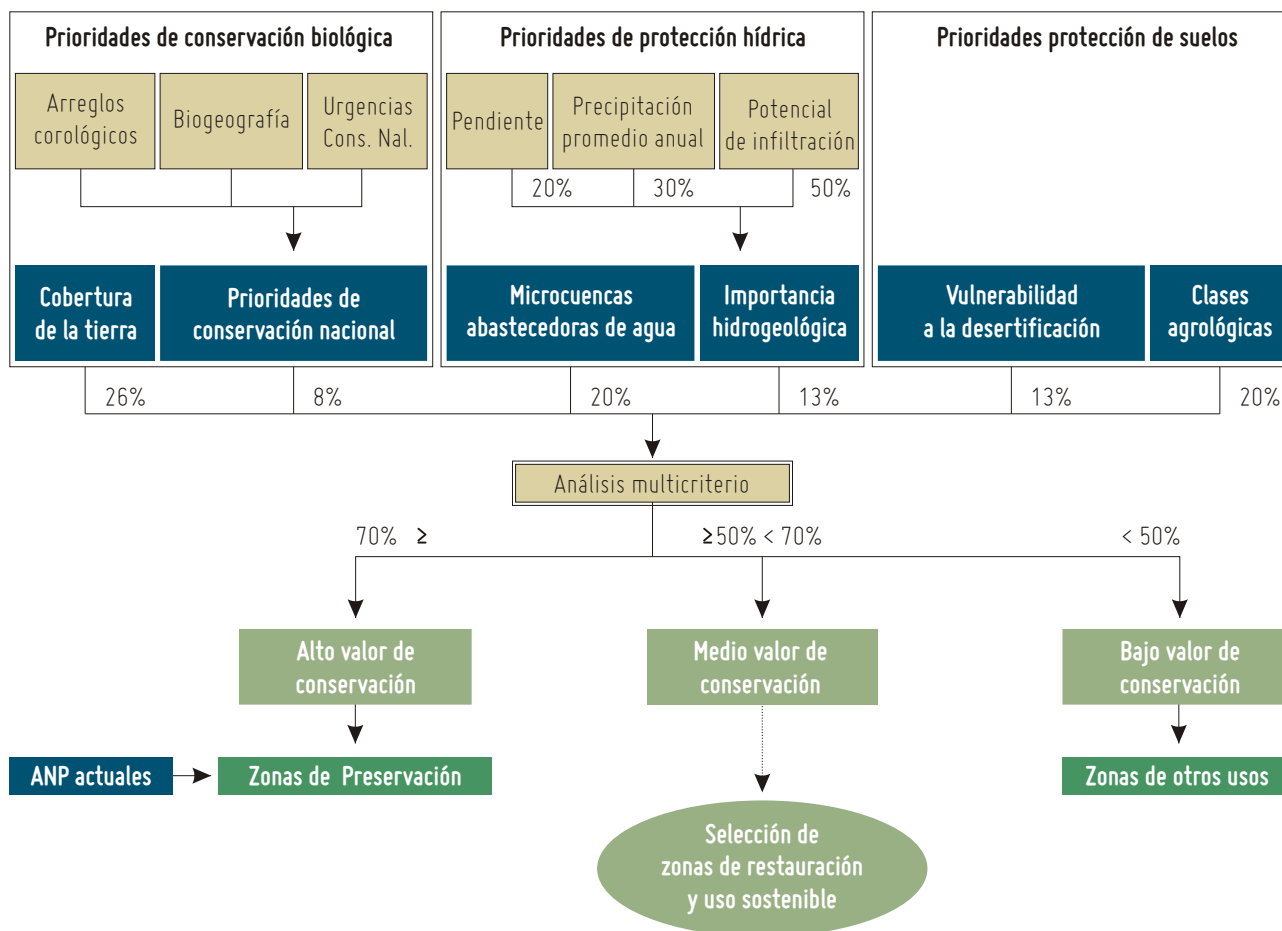 Prioridades de conservación biológica
Prioridades de protección hídrica
Prioridades protección de suelos
Arreglos
corológicos
Biogeografía
Urgencias
Cons. Nal.
Pendiente
Precipitación
promedio anual
Potencial
de infiltración
20%
30%
50%
Cobertura
de la tierra
Prioridades de
conservación nacional
Microcuencas
abastecedoras de agua
Importancia
hidrogeológica
Vulnerabilidad
a la desertificación
Clases
agrológicas
26%
8%
20%
13%
13%
20%
Análisis multicriterio
70% ≥
≥50% < 70%
< 50%
Alto valor de
conservación
Medio valor de
conservación
Bajo valor de
conservación
ANP actuales
Zonas de Preservación
Zonas de otros usos
Selección de
zonas de restauración
y uso sostenible